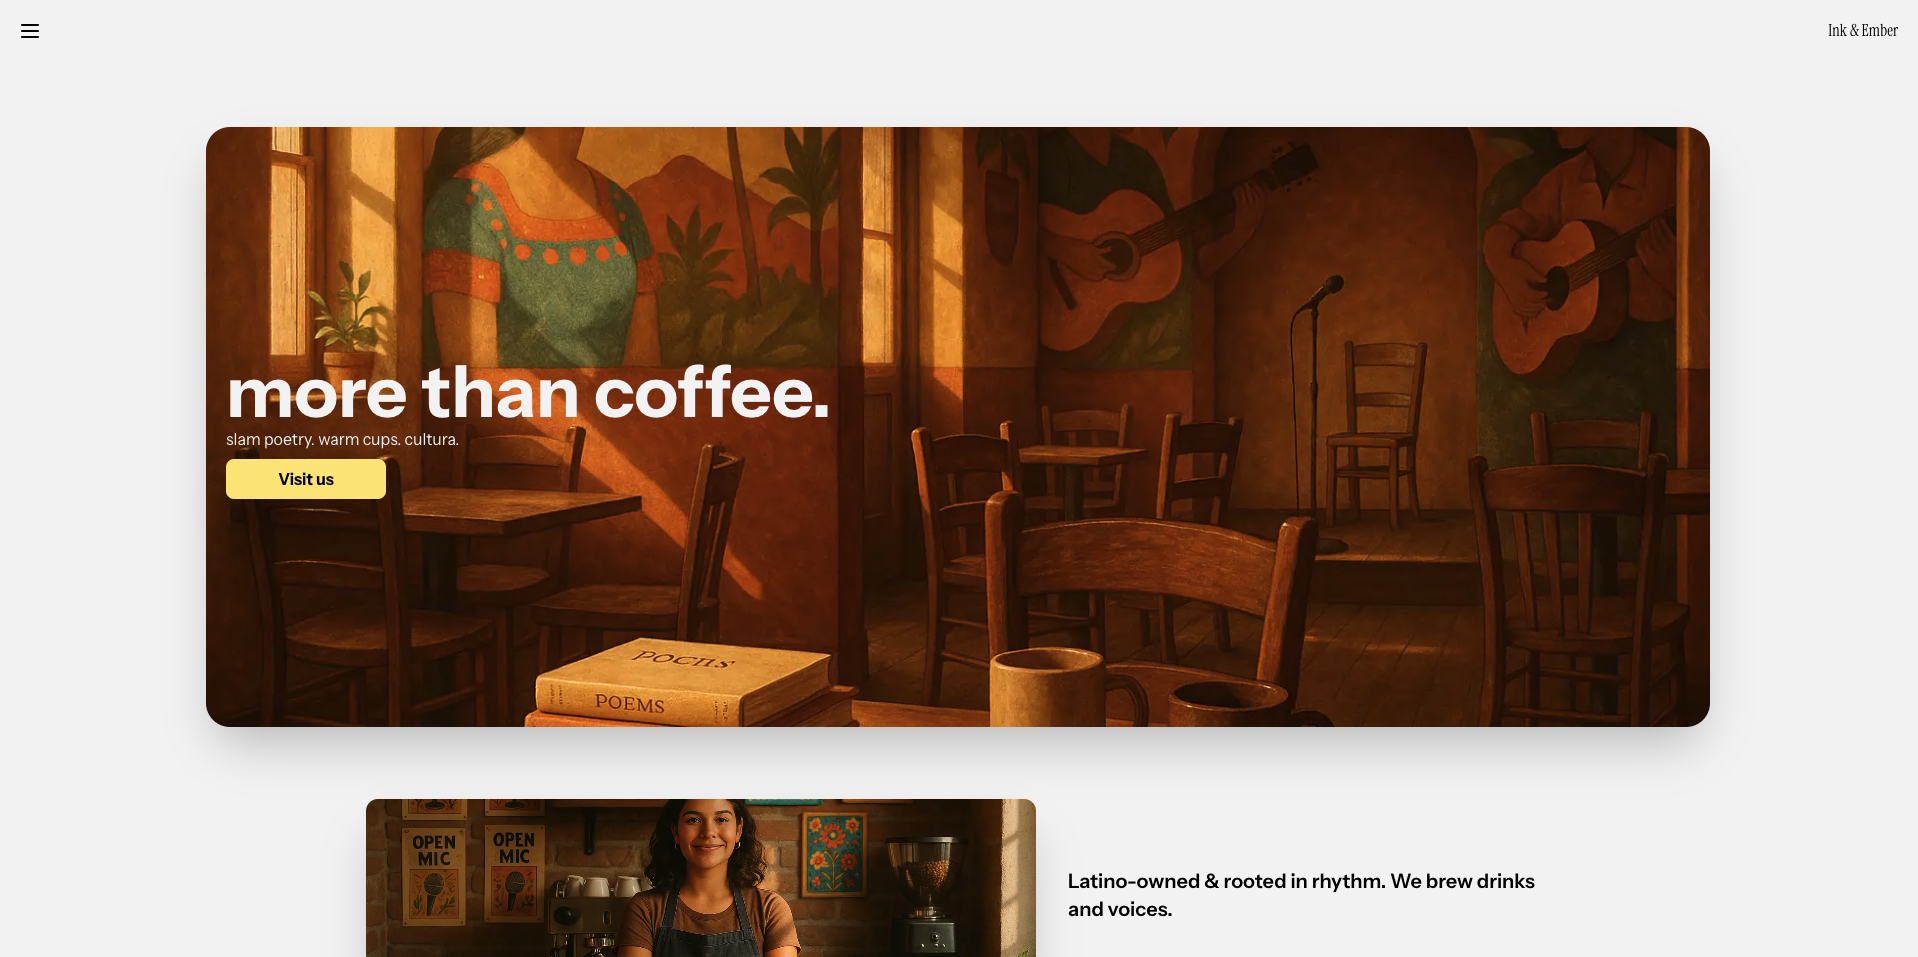 Ink & Ember
more than coffee.
slam poetry. warm cups. cultura.
Visit us
POEMS
OPEN
MIC
OPEN
MIC
Latino-owned & rooted in rhythm. We brew drinks
and voices.